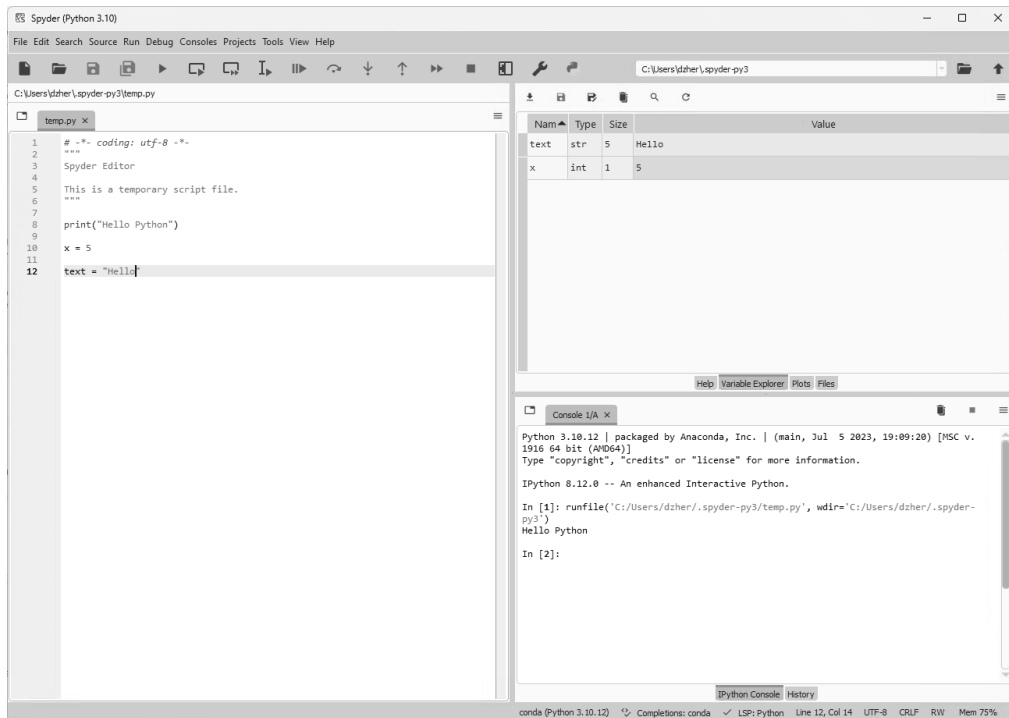 Spyder (Python 3.10)
File Edit Search Source Run Debug Consoles Projects Tools View Help
C:\Users\dzher\.spyder-py3
C:\Users\dzher\.spyder-py3\temp.py
temp.py
1 # -*- coding: utf-8 -*-
2 """
3 Spyder Editor
4
5 This is a temporary script file.
6 """
7
8 print("Hello Python")
9
10 x = 5
11
12 text = "Hello"
Nam Type Size Value
text str 5 Hello
x int 1 5
Help Variable Explorer Plots Files
Console 1/A
Python 3.10.12 | packaged by Anaconda, Inc. | (main, Jul  5 2023, 19:09:20) [MSC v.
1916 64 bit (AMD64)]
Type "copyright", "credits" or "license" for more information.
IPython 8.12.0 -- An enhanced Interactive Python.
In [1]: runfile('C:/Users/dzher/.spyder-py3/temp.py', wdir='C:/Users/dzher/.spyder-
py3')
Hello Python
In [2]:
IPython Console History
conda (Python 3.10.12) Completions: conda LSP: Python Line 12, Col 14 UTF-8 CRLF RW Mem 75%